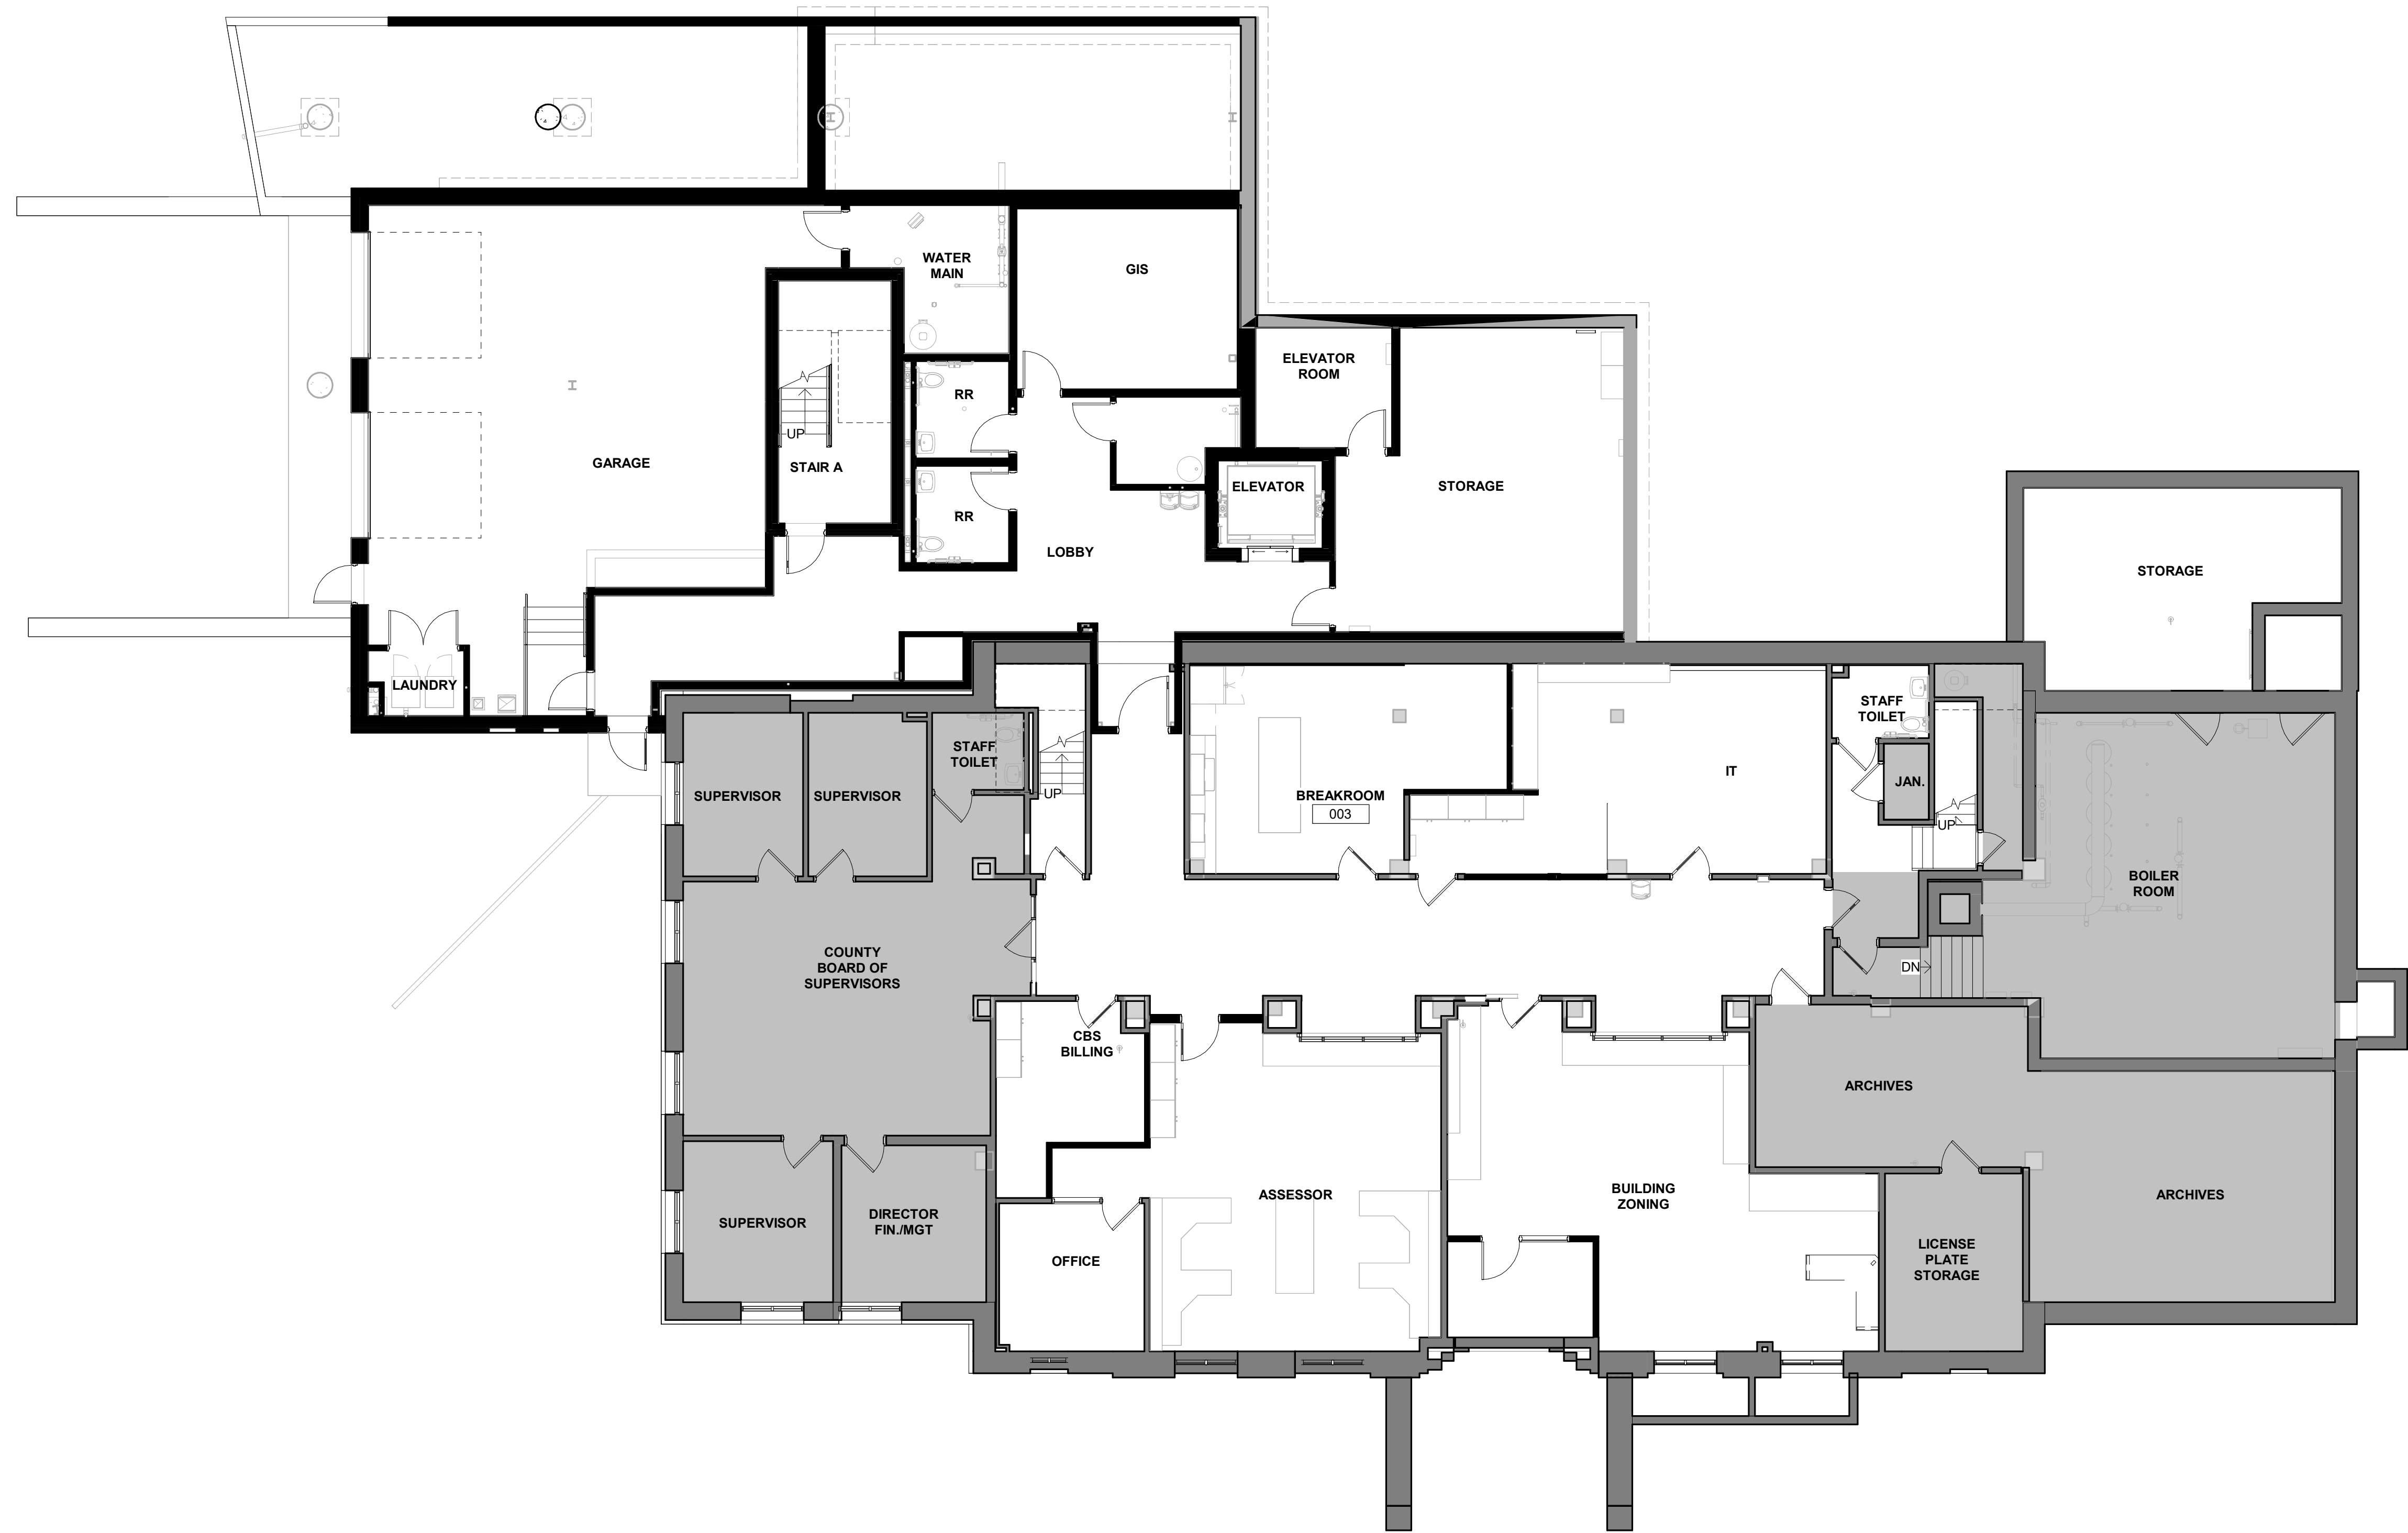 WATER
MAIN
GIS
ELEVATOR
ROOM
RR
UP
GARAGE
STAIR A
ELEVATOR
STORAGE
RR
LOBBY
STORAGE
LAUNDRY
STAFF
TOILET
STAFF
TOILET
SUPERVISOR
SUPERVISOR
UP
BREAKROOM
003
IT
JAN.
UP
BOILER
ROOM
COUNTY
BOARD OF
SUPERVISORS
DN
CBS
BILLING
ARCHIVES
ASSESSOR
BUILDING
ZONING
ARCHIVES
SUPERVISOR
DIRECTOR
FIN./MGT
OFFICE
LICENSE
PLATE
STORAGE